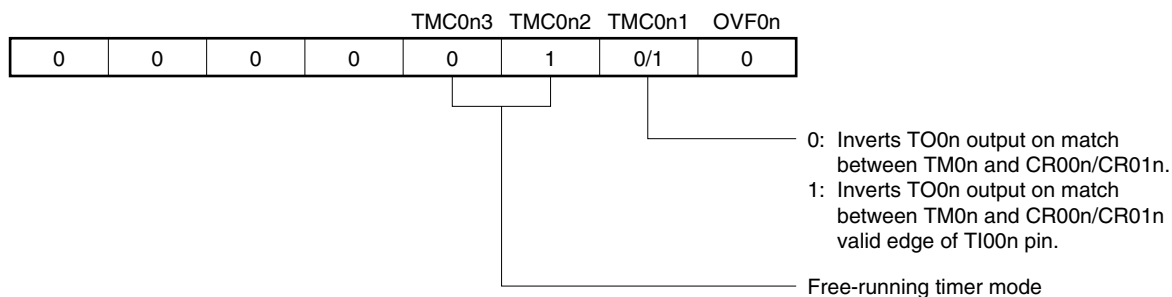 TMC0n3 TMC0n2 TMC0n1 OVF0n
0 0 0 0 0 1 0/1 0
0: Inverts TO0n output on match
between TM0n and CR00n/CR01n.
1: Inverts TO0n output on match
between TM0n and CR00n/CR01n
valid edge of TI00n pin.
Free-running timer mode